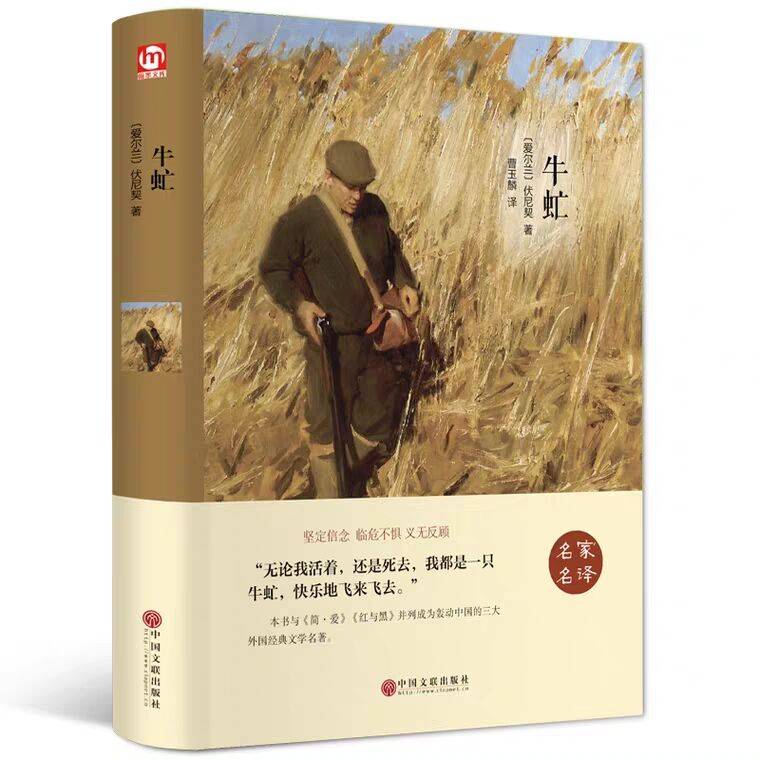 牛虻
〔爱尔兰〕伏尼契 著
中国文联出版社
牛虻
〔爱尔兰〕伏尼契 著
曹玉麟 译
坚定信念 临危不惧 义无反顾
“无论我活着，还是死去，我都是一只
牛虻，快乐地飞来飞去。”
本书与《简·爱》《红与黑》并列成为轰动中国的三大
外国经典文学名著。
名家
名译
中国文联出版社
http://www.clapnet.cn